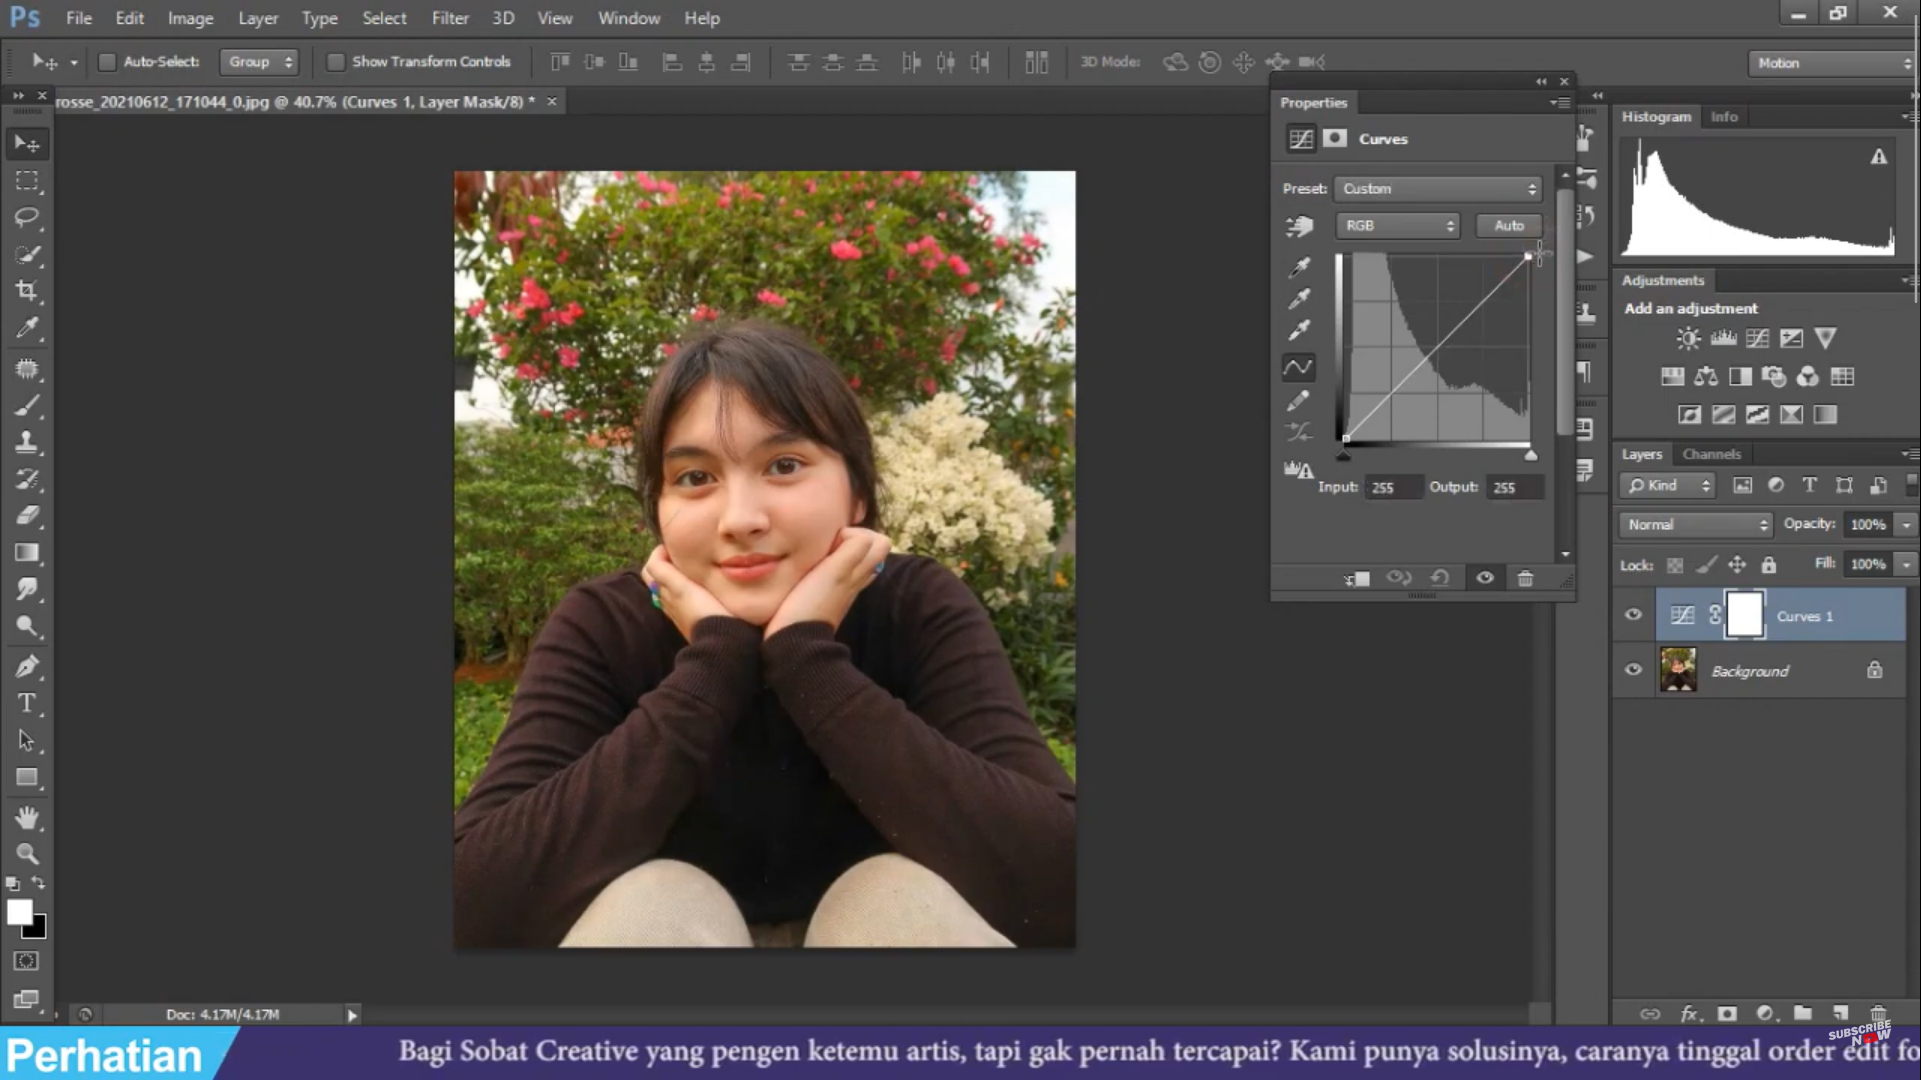 Ps File Edit Image Layer Type Select Filter 3D View Window Help
Auto-Select: Group Show Transform Controls 3D Mode: Motion
rosse_20210612_171044_0.jpg @ 40.7% (Curves 1, Layer Mask/8) *
Properties
Curves
Preset: Custom
RGB Auto
Input: 255 Output: 255
Histogram Info
Adjustments
Add an adjustment
Layers Channels
Kind
Normal Opacity: 100%
Lock: Fill: 100%
Curves 1
Background
T
Doc: 4.17M/4.17M
fx
SUBSCRIBE
NOW
Perhatian
Bagi Sobat Creative yang pengen ketemu artis, tapi gak pernah tercapai? Kami punya solusinya, caranya tinggal order edit fo